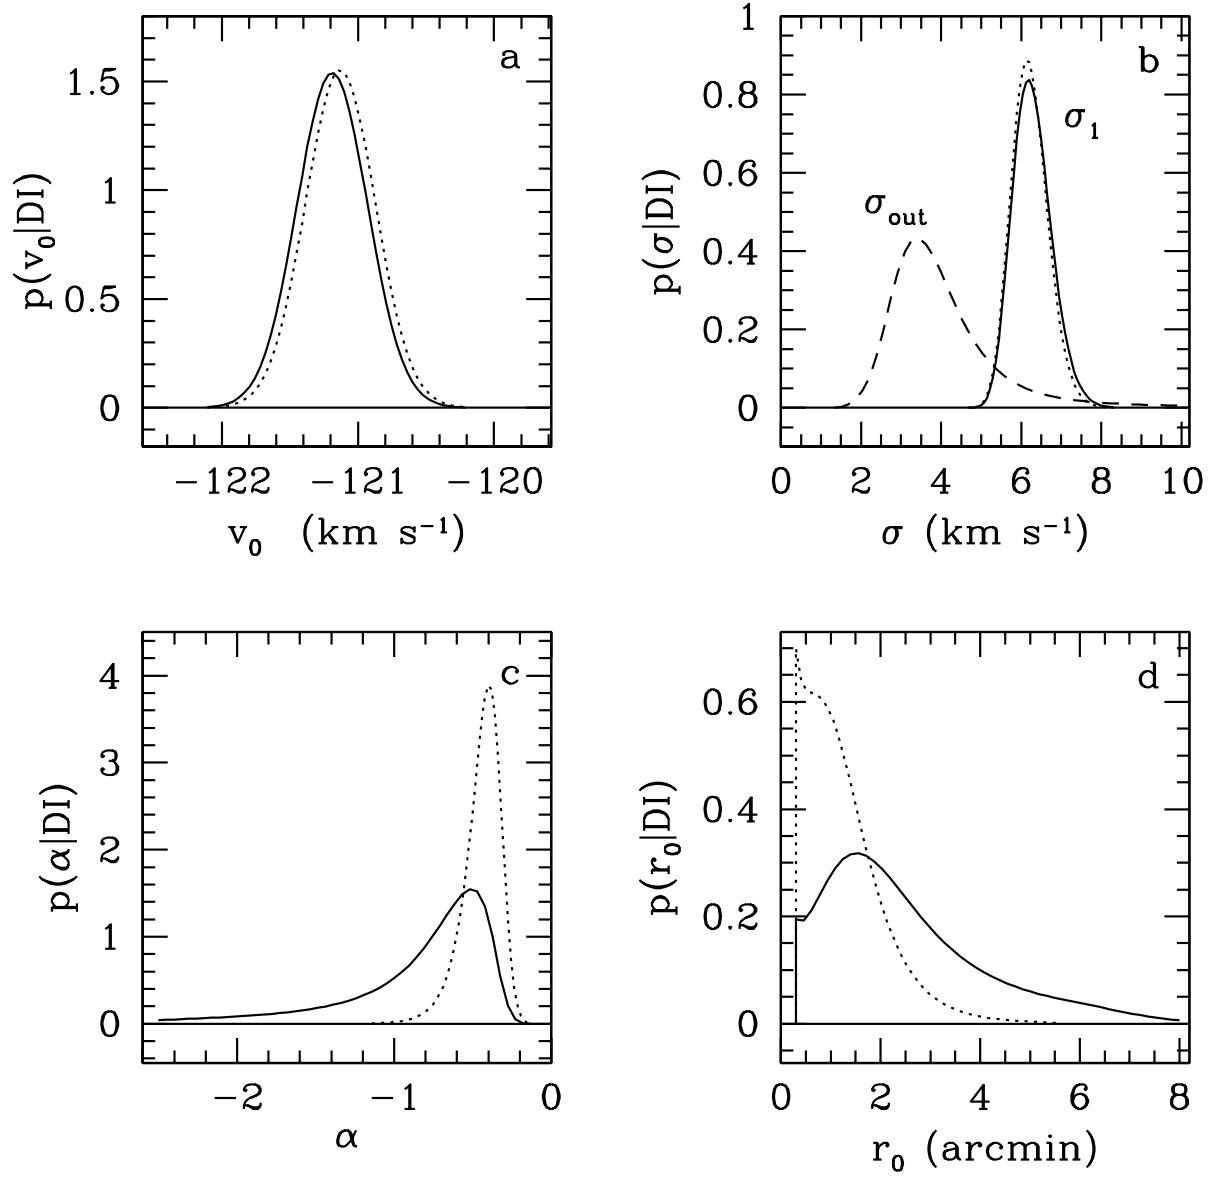 a
p(v₀|DI)
1.5
1
0.5
0
−122 −121 −120
v₀ (km s⁻¹)
b
σ₁
σout
p(σ|DI)
1
0.8
0.6
0.4
0.2
0
0 2 4 6 8 10
σ (km s⁻¹)
c
p(α|DI)
4
3
2
1
0
−2 −1 0
α
d
p(r₀|DI)
0.6
0.4
0.2
0
0 2 4 6 8
r₀ (arcmin)